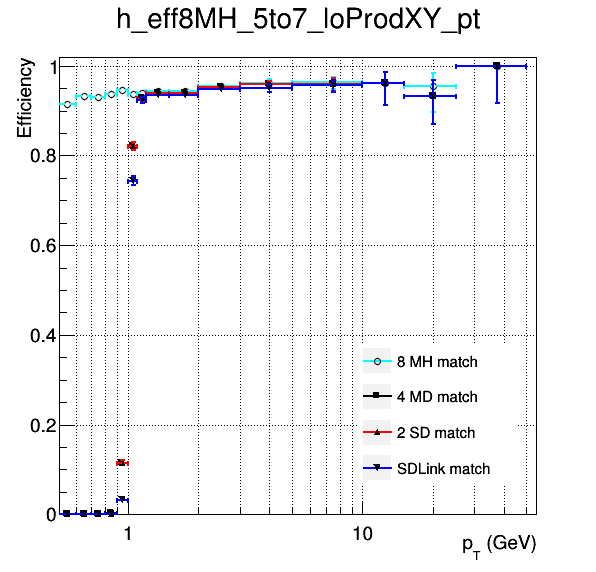 h_eff8MH_5to7_loProdXY_pt
Efficiency
1
0.8
0.6
0.4
0.2
0
8 MH match
4 MD match
2 SD match
SDLink match
1 10
p_T (GeV)